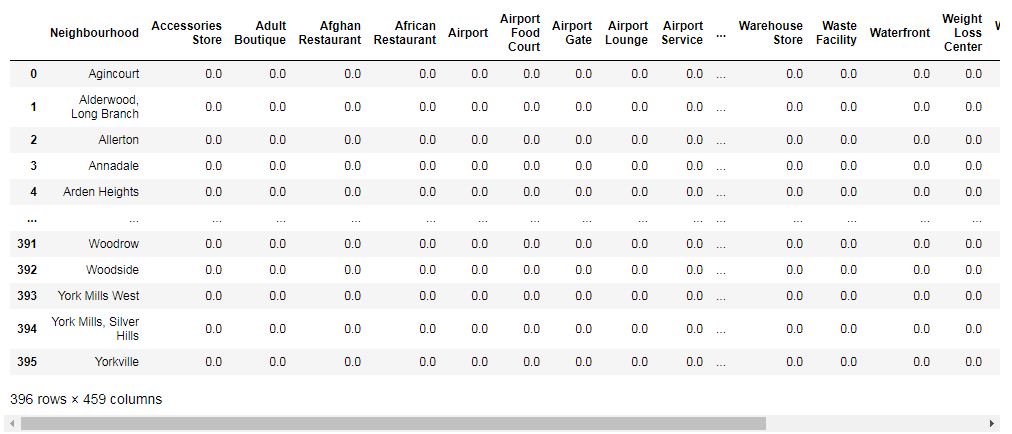 Neighbourhood Accessories Store Adult Boutique Afghan Restaurant African Restaurant Airport Airport Food Court Airport Gate Airport Lounge Airport Service ... Warehouse Store Waste Facility Waterfront Weight Loss Center W
0 Agincourt 0.0 0.0 0.0 0.0 0.0 0.0 0.0 0.0 0.0 ... 0.0 0.0 0.0 0.0
1 Alderwood, Long Branch 0.0 0.0 0.0 0.0 0.0 0.0 0.0 0.0 0.0 ... 0.0 0.0 0.0 0.0
2 Allerton 0.0 0.0 0.0 0.0 0.0 0.0 0.0 0.0 0.0 ... 0.0 0.0 0.0 0.0
3 Annadale 0.0 0.0 0.0 0.0 0.0 0.0 0.0 0.0 0.0 ... 0.0 0.0 0.0 0.0
4 Arden Heights 0.0 0.0 0.0 0.0 0.0 0.0 0.0 0.0 0.0 ... 0.0 0.0 0.0 0.0
... ... ... ... ... ... ... ... ... ... ... ... ... ... ... ...
391 Woodrow 0.0 0.0 0.0 0.0 0.0 0.0 0.0 0.0 0.0 ... 0.0 0.0 0.0 0.0
392 Woodside 0.0 0.0 0.0 0.0 0.0 0.0 0.0 0.0 0.0 ... 0.0 0.0 0.0 0.0
393 York Mills West 0.0 0.0 0.0 0.0 0.0 0.0 0.0 0.0 0.0 ... 0.0 0.0 0.0 0.0
394 York Mills, Silver Hills 0.0 0.0 0.0 0.0 0.0 0.0 0.0 0.0 0.0 ... 0.0 0.0 0.0 0.0
395 Yorkville 0.0 0.0 0.0 0.0 0.0 0.0 0.0 0.0 0.0 ... 0.0 0.0 0.0 0.0
396 rows × 459 columns